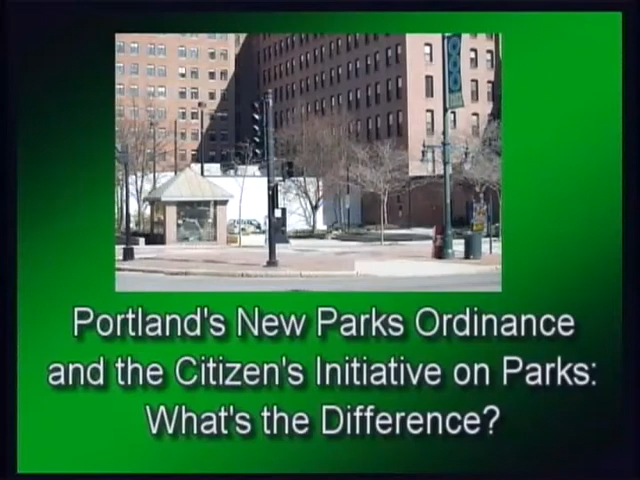 Portland's New Parks Ordinance
and the Citizen's Initiative on Parks:
What's the Difference?